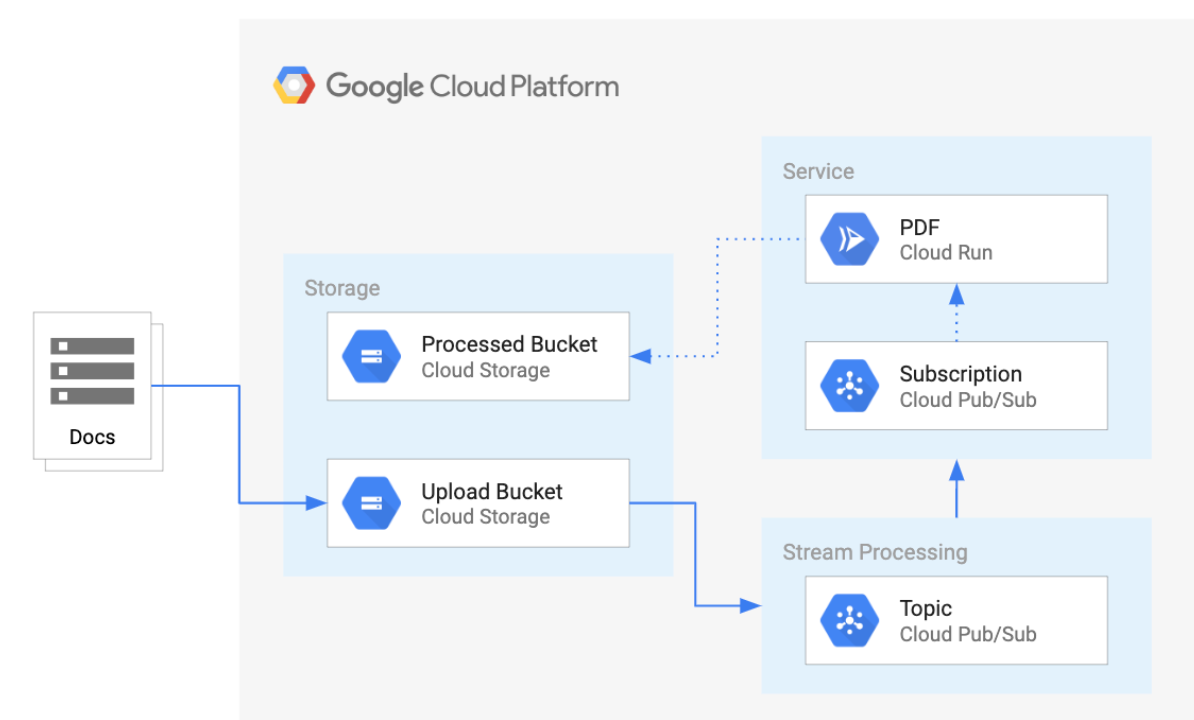 Google Cloud Platform
Service
PDF
Cloud Run
Storage
Processed Bucket
Cloud Storage
Subscription
Cloud Pub/Sub
Docs
Upload Bucket
Cloud Storage
Stream Processing
Topic
Cloud Pub/Sub